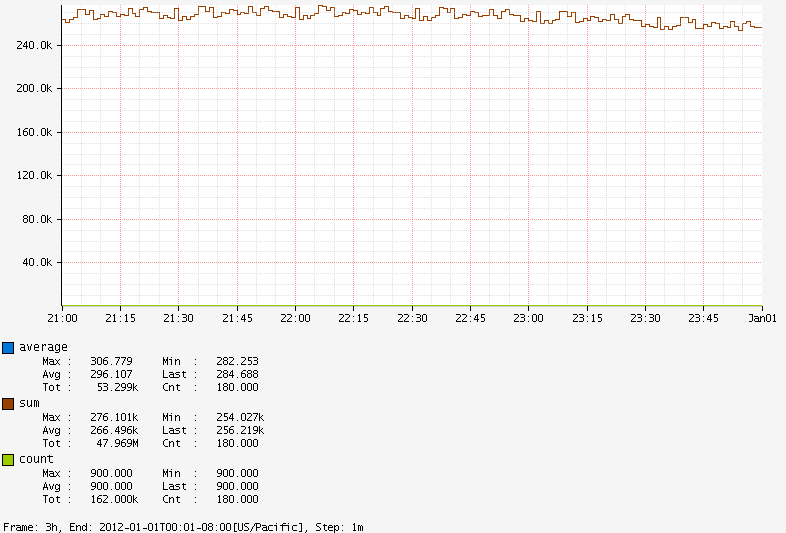 240.0k
200.0k
160.0k
120.0k
80.0k
40.0k
21:00 21:15 21:30 21:45 22:00 22:15 22:30 22:45 23:00 23:15 23:30 23:45 Jan01
average
Max : 306.779 Min : 282.253
Avg : 296.107 Last : 284.688
Tot : 53.299k Cnt : 180.000
sum
Max : 276.101k Min : 254.027k
Avg : 266.496k Last : 256.219k
Tot : 47.969M Cnt : 180.000
count
Max : 900.000 Min : 900.000
Avg : 900.000 Last : 900.000
Tot : 162.000k Cnt : 180.000
Frame: 3h, End: 2012-01-01T00:01-08:00[US/Pacific], Step: 1m